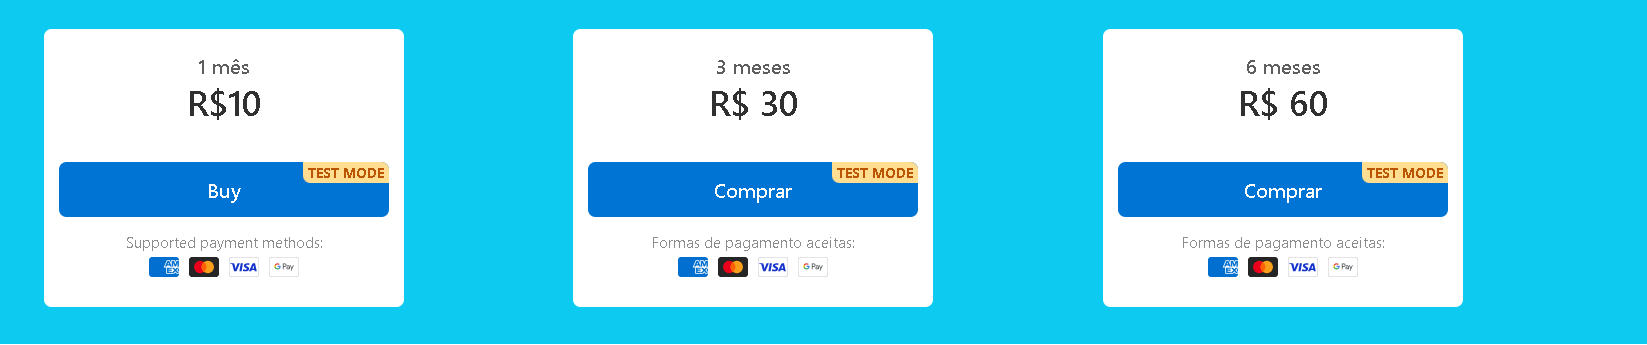 1 mês
R$10
TEST MODE
Buy
Supported payment methods:
AM EX
VISA
G Pay
3 meses
R$ 30
TEST MODE
Comprar
Formas de pagamento aceitas:
AM EX
VISA
G Pay
6 meses
R$ 60
TEST MODE
Comprar
Formas de pagamento aceitas:
AM EX
VISA
G Pay